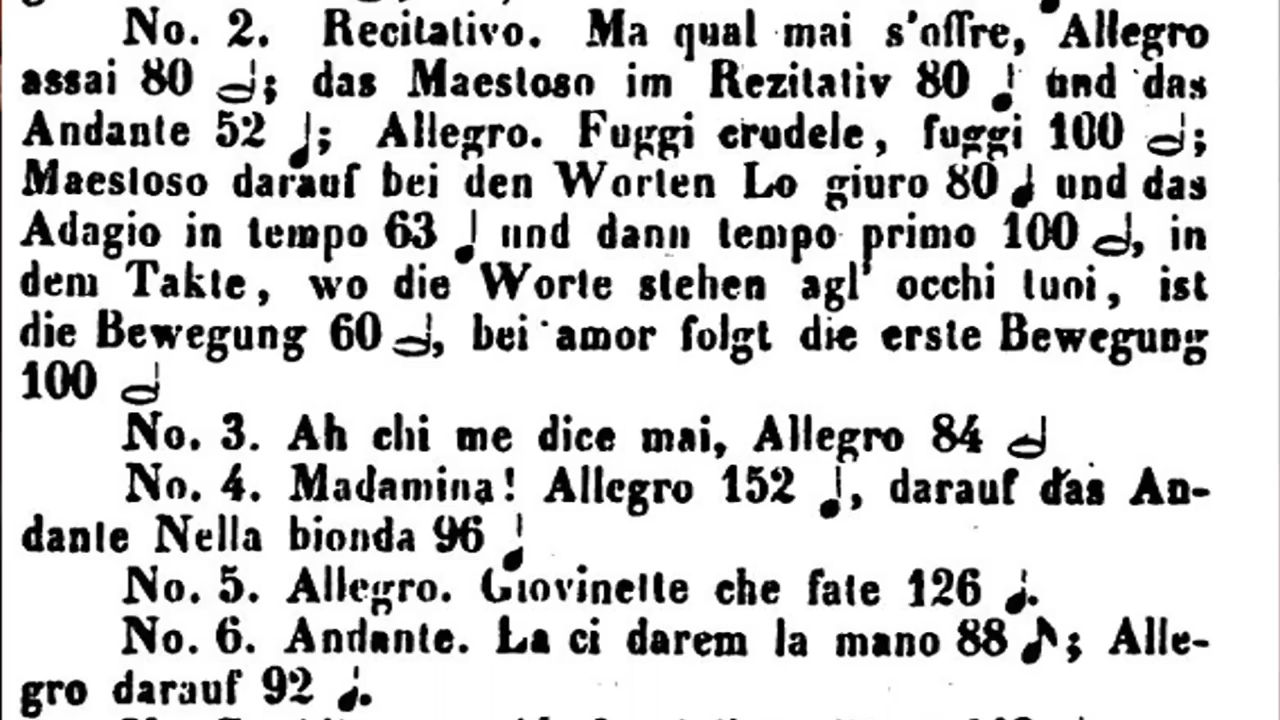 No. 2. Recitativo. Ma qual mai s'offre, Allegro
assai 80 𝅗𝅥; das Maestoso im Rezitativ 80 ♩ und das
Andante 52 ♩; Allegro. Fuggi crudele, fuggi 100 𝅗𝅥;
Maestoso darauf bei den Worten Lo giuro 80 ♩ und das
Adagio in tempo 63 ♩ und dann tempo primo 100 𝅗𝅥, in
dem Takte, wo die Worte stehen agl' occhi tuoi, ist
die Bewegung 60 𝅗𝅥, bei amor folgt die erste Bewegung
100 𝅗𝅥
No. 3. Ah chi me dice mai, Allegro 84 𝅗𝅥
No. 4. Madamina! Allegro 152 ♩, darauf das An-
dante Nella bionda 96 ♩
No. 5. Allegro. Giovinette che fate 126 ♩.
No. 6. Andante. La ci darem la mano 88 ♪; Alle-
gro darauf 92 ♩.